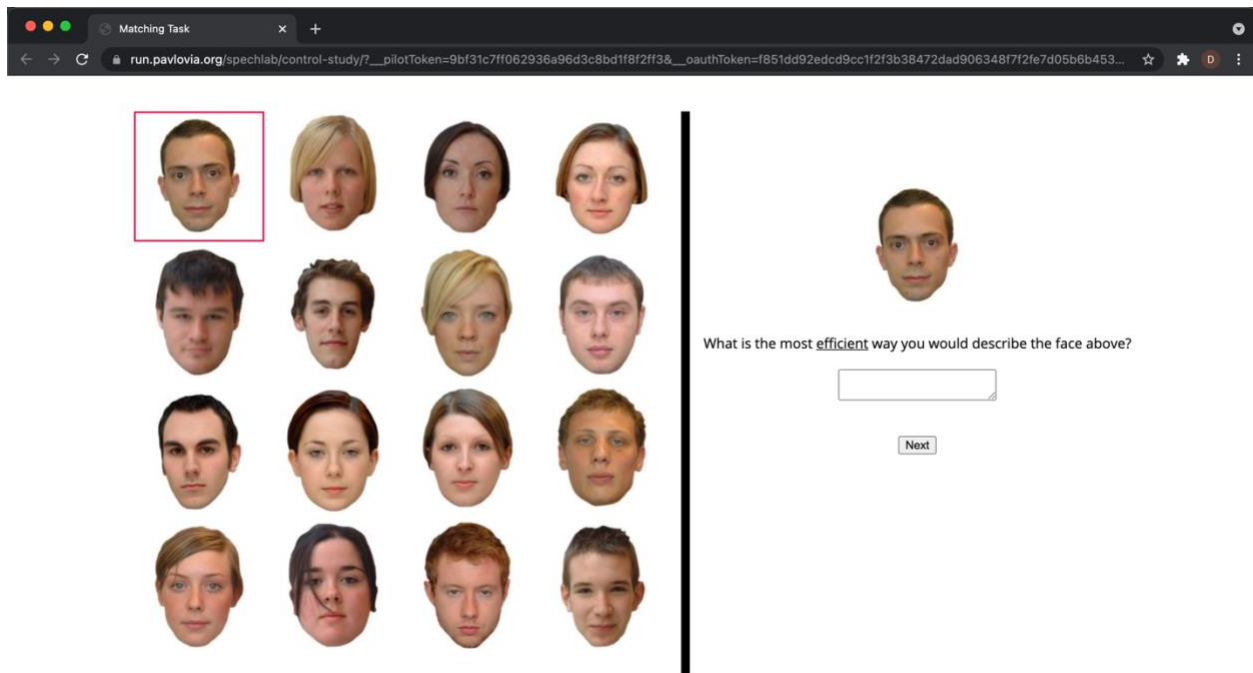 Matching Task
run.pavlovia.org/spechlab/control-study/?__pilotToken=9bf31c7ff062936a96d3c8bd1f8f2ff3&__oauthToken=f851dd92edcd9cc1f2f3b38472dad906348f7f2fe7d05b6b453...
D
What is the most efficient way you would describe the face above?
Next